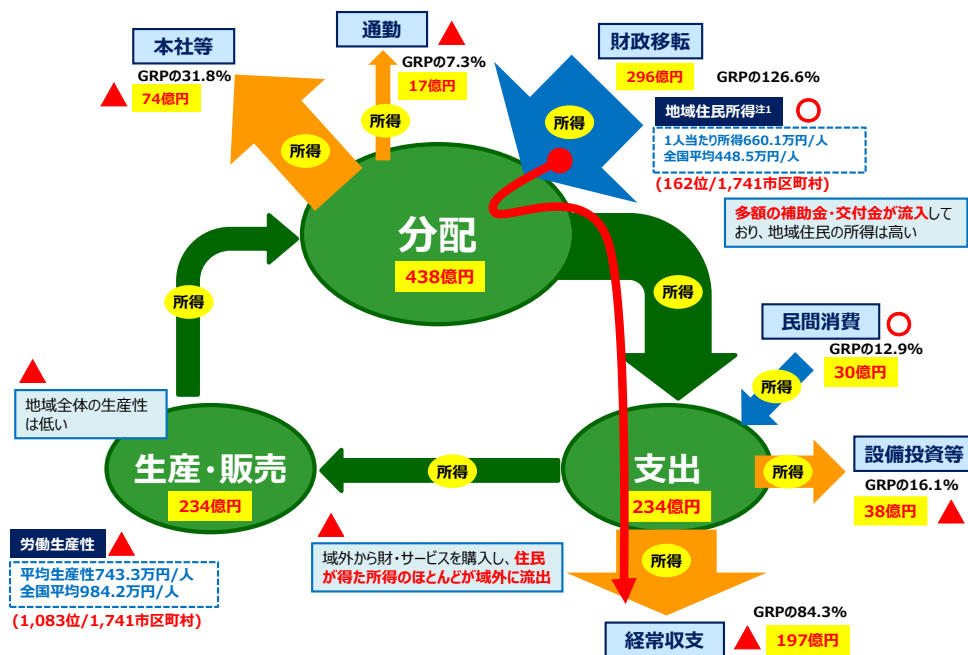 本社等
GRPの31.8%
74億円
通勤
GRPの7.3%
17億円
財政移転
296億円 GRPの126.6%
地域住民所得注1
1人当たり所得660.1万円/人
全国平均448.5万円/人
(162位/1,741市区町村)
多額の補助金・交付金が流入して
おり、地域住民の所得は高い
所得
所得
所得
分配
438億円
所得
所得
民間消費
GRPの12.9%
30億円
所得
地域全体の生産性
は低い
生産・販売
234億円
所得
支出
234億円
所得
設備投資等
GRPの16.1%
38億円
労働生産性
平均生産性743.3万円/人
全国平均984.2万円/人
(1,083位/1,741市区町村)
域外から財・サービスを購入し、住民
が得た所得のほとんどが域外に流出
所得
GRPの84.3%
経常収支
197億円